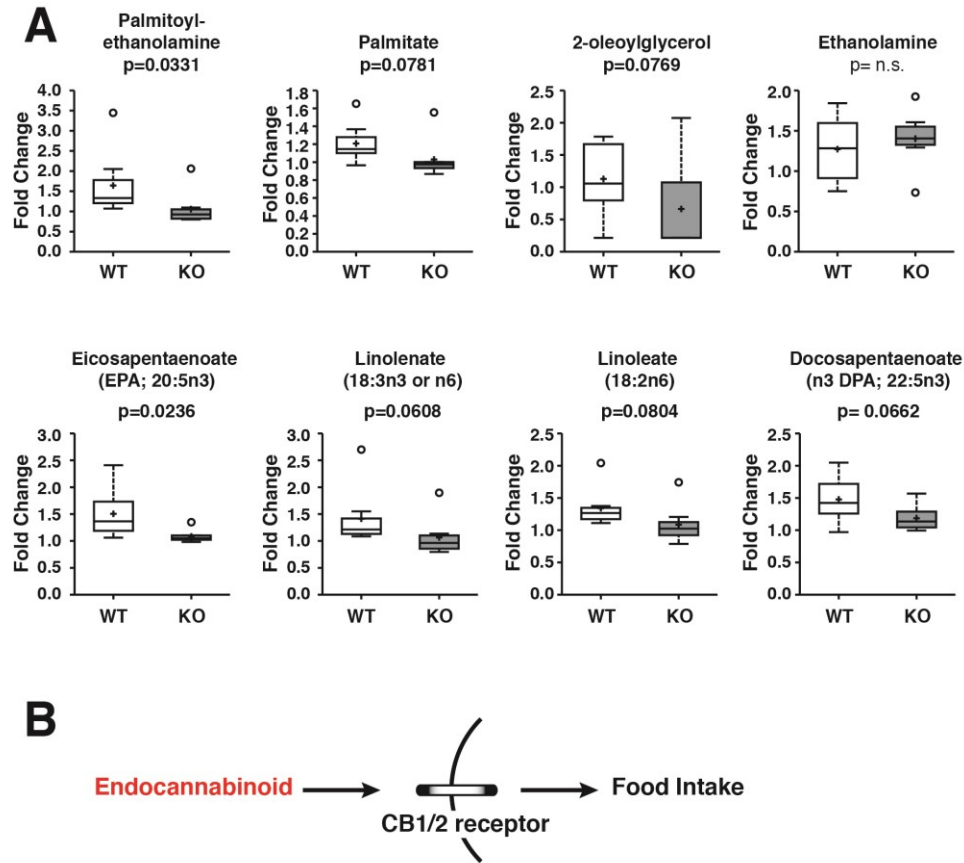 A
Palmitoyl-
ethanolamine
p=0.0331
Fold Change
4.0
3.5
3.0
2.5
2.0
1.5
1.0
0.5
0.0
WT KO
Palmitate
p=0.0781
Fold Change
1.8
1.6
1.4
1.2
1.0
0.8
0.6
0.4
0.2
0.0
WT KO
2-oleoylglycerol
p=0.0769
Fold Change
2.5
2.0
1.5
1.0
0.5
0.0
WT KO
Ethanolamine
p= n.s.
Fold Change
2.0
1.5
1.0
0.5
0.0
WT KO
Eicosapentaenoate
(EPA; 20:5n3)
p=0.0236
Fold Change
3.0
2.5
2.0
1.5
1.0
0.5
0.0
WT KO
Linolenate
(18:3n3 or n6)
p=0.0608
Fold Change
3.0
2.5
2.0
1.5
1.0
0.5
0.0
WT KO
Linoleate
(18:2n6)
p=0.0804
Fold Change
2.5
2.0
1.5
1.0
0.5
0.0
WT KO
Docosapentaenoate
(n3 DPA; 22:5n3)
p= 0.0662
Fold Change
2.5
2.0
1.5
1.0
0.5
0.0
WT KO
B
Endocannabinoid
CB1/2 receptor
Food Intake